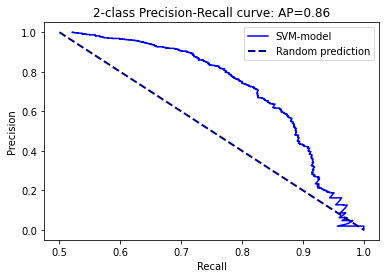 2-class Precision-Recall curve: AP=0.86
SVM-model
Random prediction
Precision
1.0
0.8
0.6
0.4
0.2
0.0
0.5 0.6 0.7 0.8 0.9 1.0
Recall